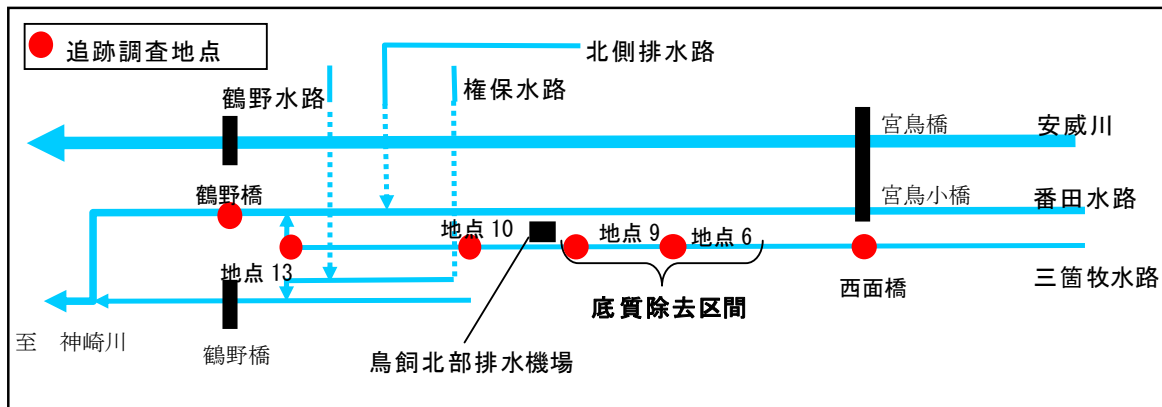 追跡調査地点
北側排水路
鶴野水路
権保水路
宮鳥橋
安威川
鶴野橋
宮鳥小橋
番田水路
地点 10
地点 9
地点 6
地点 13
西面橋
三箇牧水路
底質除去区間
至 神崎川
鶴野橋
鳥飼北部排水機場